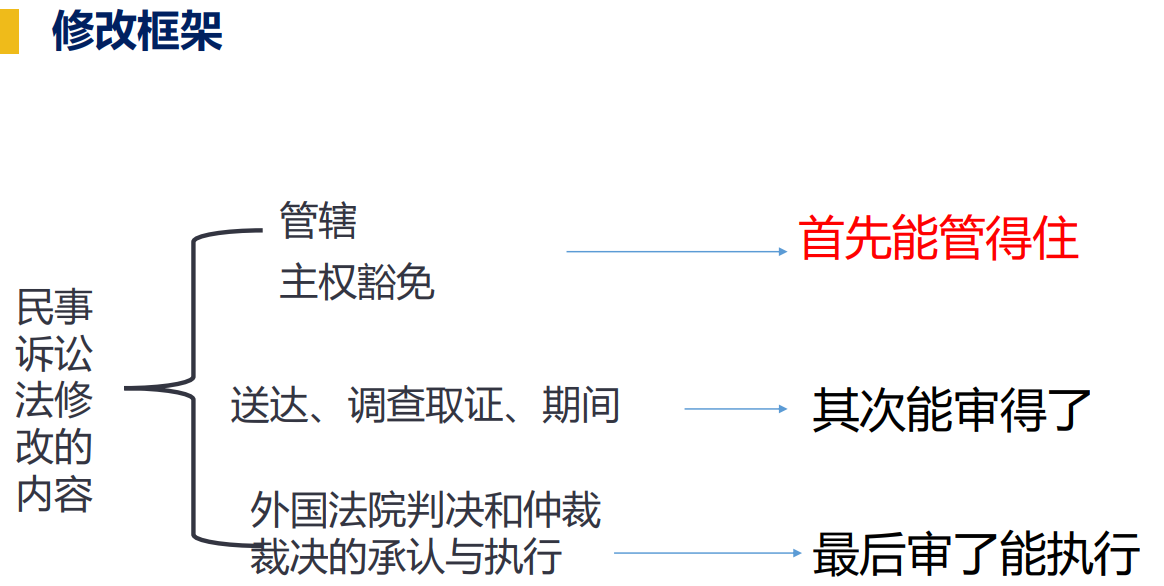 修改框架
民事
诉讼
法修
改的
内容
管辖
主权豁免
首先能管得住
送达、调查取证、期间
其次能审得了
外国法院判决和仲裁
裁决的承认与执行
最后审了能执行